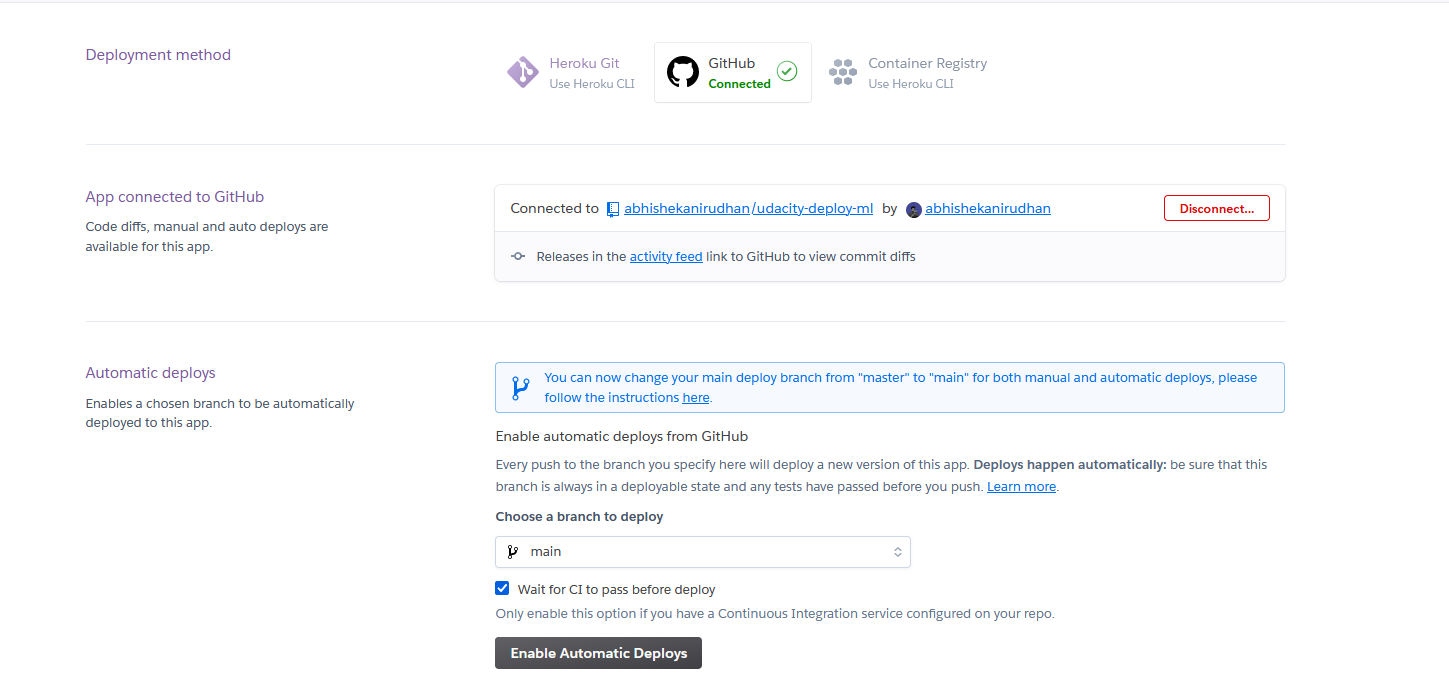 Deployment method
Heroku Git
Use Heroku CLI
GitHub
Connected
Container Registry
Use Heroku CLI
App connected to GitHub
Code diffs, manual and auto deploys are
available for this app.
Connected to abhishekanirudhan/udacity-deploy-ml by abhishekanirudhan
Disconnect...
Releases in the activity feed link to GitHub to view commit diffs
Automatic deploys
Enables a chosen branch to be automatically
deployed to this app.
You can now change your main deploy branch from "master" to "main" for both manual and automatic deploys, please
follow the instructions here.
Enable automatic deploys from GitHub
Every push to the branch you specify here will deploy a new version of this app. Deploys happen automatically: be sure that this
branch is always in a deployable state and any tests have passed before you push. Learn more.
Choose a branch to deploy
main
Wait for CI to pass before deploy
Only enable this option if you have a Continuous Integration service configured on your repo.
Enable Automatic Deploys